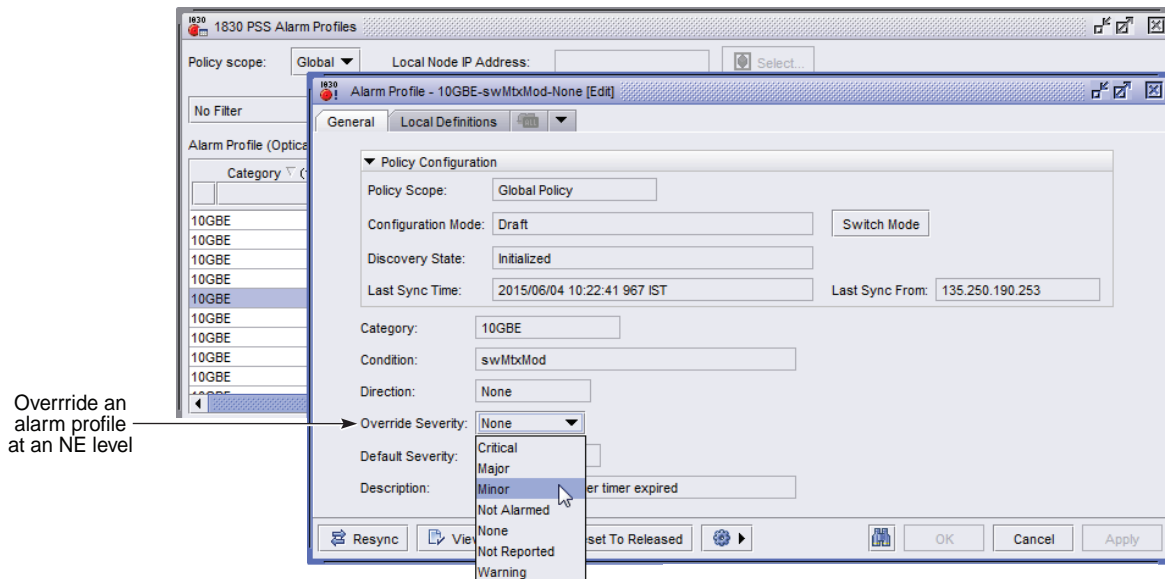 1830 1830 PSS Alarm Profiles
Policy scope: Global Local Node IP Address: Select...
1830 Alarm Profile - 10GBE-swMtxMod-None [Edit]
No Filter
General Local Definitions
Alarm Profile (Optica
Policy Configuration
Category
Policy Scope: Global Policy
10GBE
Configuration Mode: Draft Switch Mode
10GBE
Discovery State: Initialized
10GBE
10GBE
Last Sync Time: 2015/06/04 10:22:41 967 IST Last Sync From: 135.250.190.253
10GBE
10GBE
Category: 10GBE
10GBE
Condition: swMtxMod
10GBE
10GBE
Direction: None
Overrride an
alarm profile
at an NE level
Override Severity: None
Critical
Default Severity:
Major
Description: Minor er timer expired
Not Alarmed
None
Resync Vie set To Released OK Cancel Apply
Not Reported
Warning